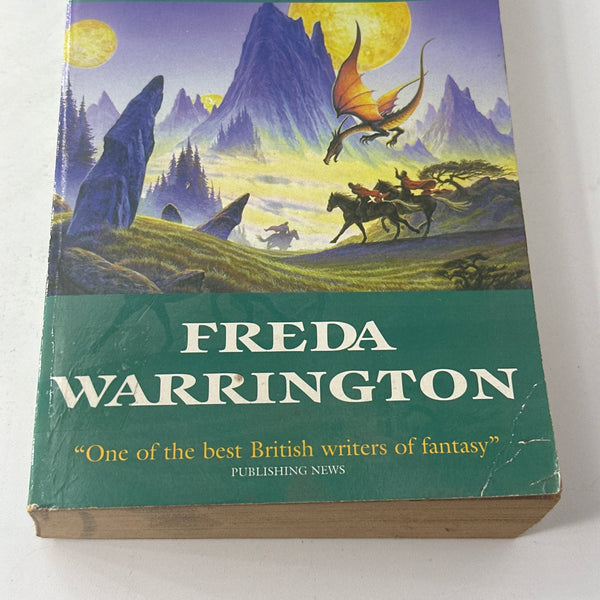 FREDA
WARRINGTON
“One of the best British writers of fantasy”
PUBLISHING NEWS